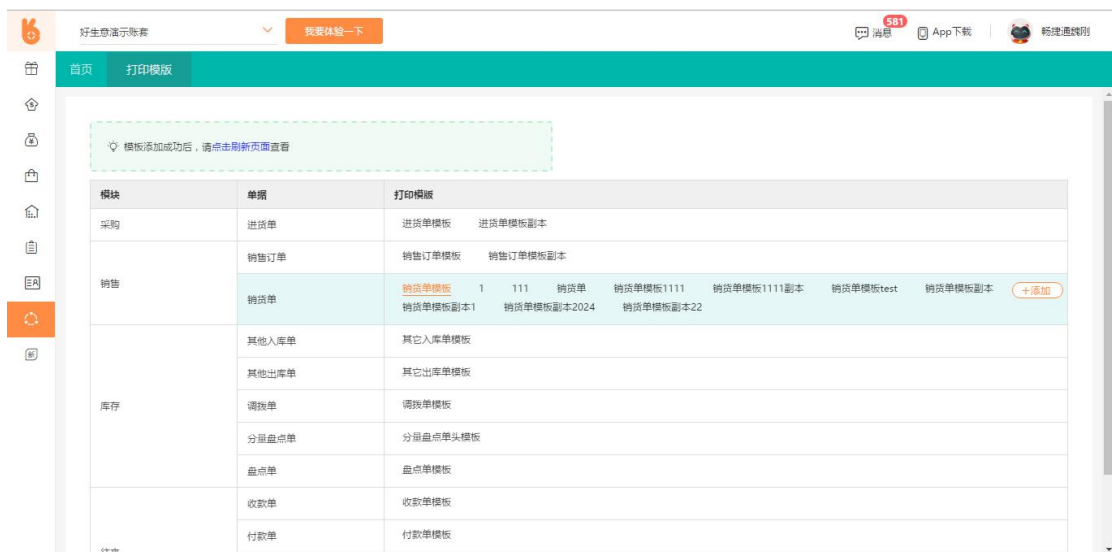 好生意演示账套
我要体验一下
消息
581
App下载
畅捷通魏刚
首页 打印模版
模板添加成功后，请点击刷新页面查看
模块 单据 打印模版
采购 进货单 进货单模板 进货单模板副本
销售订单 销售订单模板 销售订单模板副本
销售
销货单 销货单模板 1 111 销货单 销货单模板1111 销货单模板1111副本 销货单模板test 销货单模板副本 +添加
销货单模板副本1 销货单模板副本2024 销货单模板副本22
其他入库单 其它入库单模板
其他出库单 其它出库单模板
库存 调拨单 调拨单模板
分量盘点单 分量盘点单头模板
盘点单 盘点单模板
收款单 收款单模板
付款单 付款单模板